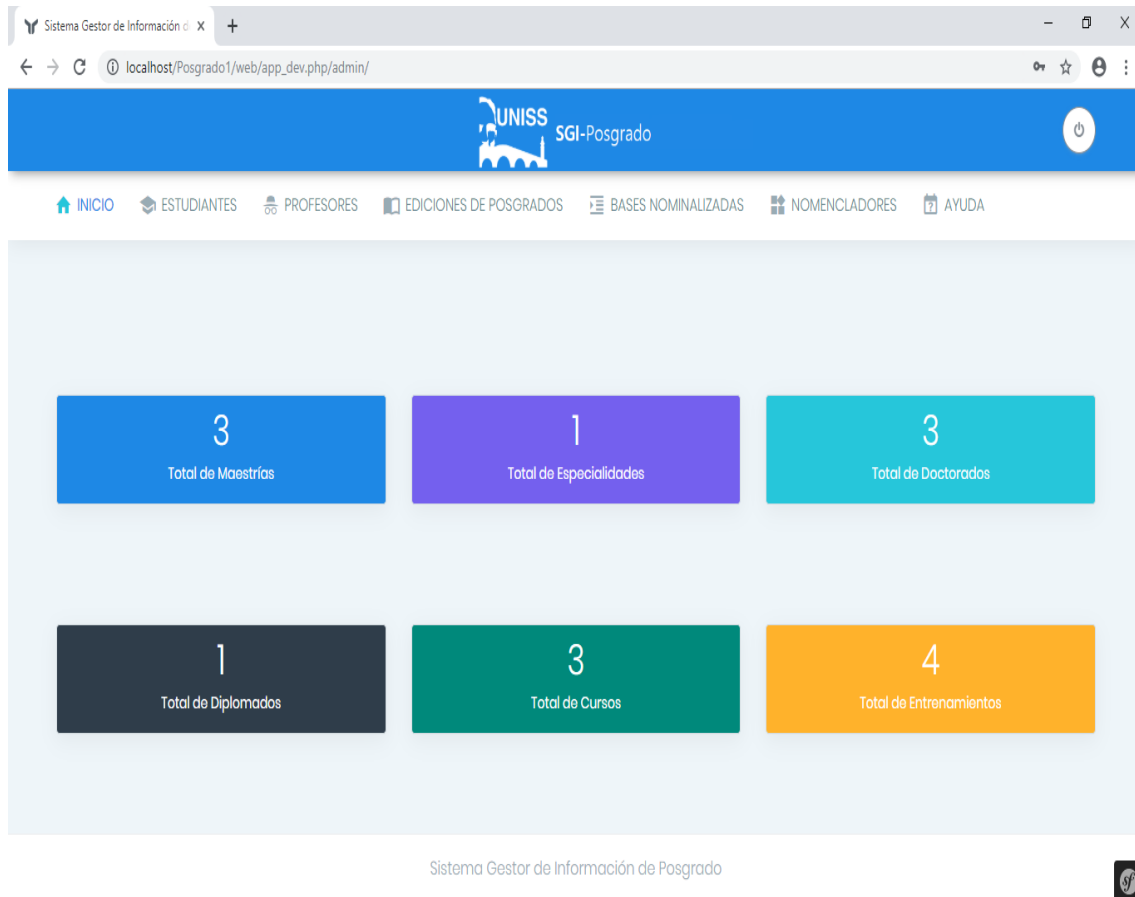 Sistema Gestor de Información d
localhost/Posgrado1/web/app_dev.php/admin/
UNISS SGI-Posgrado
INICIO ESTUDIANTES PROFESORES EDICIONES DE POSGRADOS BASES NOMINALIZADAS NOMENCLADORES AYUDA
3 1 3
Total de Maestrías Total de Especialidades Total de Doctorados
1 3 4
Total de Diplomados Total de Cursos Total de Entrenamientos
Sistema Gestor de Información de Posgrado
sf